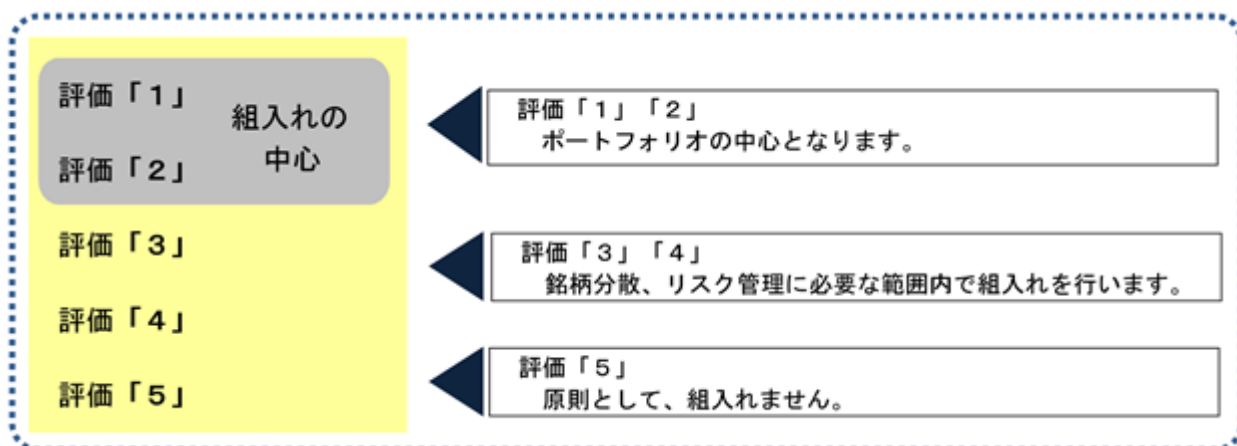 評価「１」
組入れの
中心
評価「２」
評価「３」
評価「４」
評価「５」
評価「１」「２」
ポートフォリオの中心となります。
評価「３」「４」
銘柄分散、リスク管理に必要な範囲内で組入れを行います。
評価「５」
原則として、組入れません。